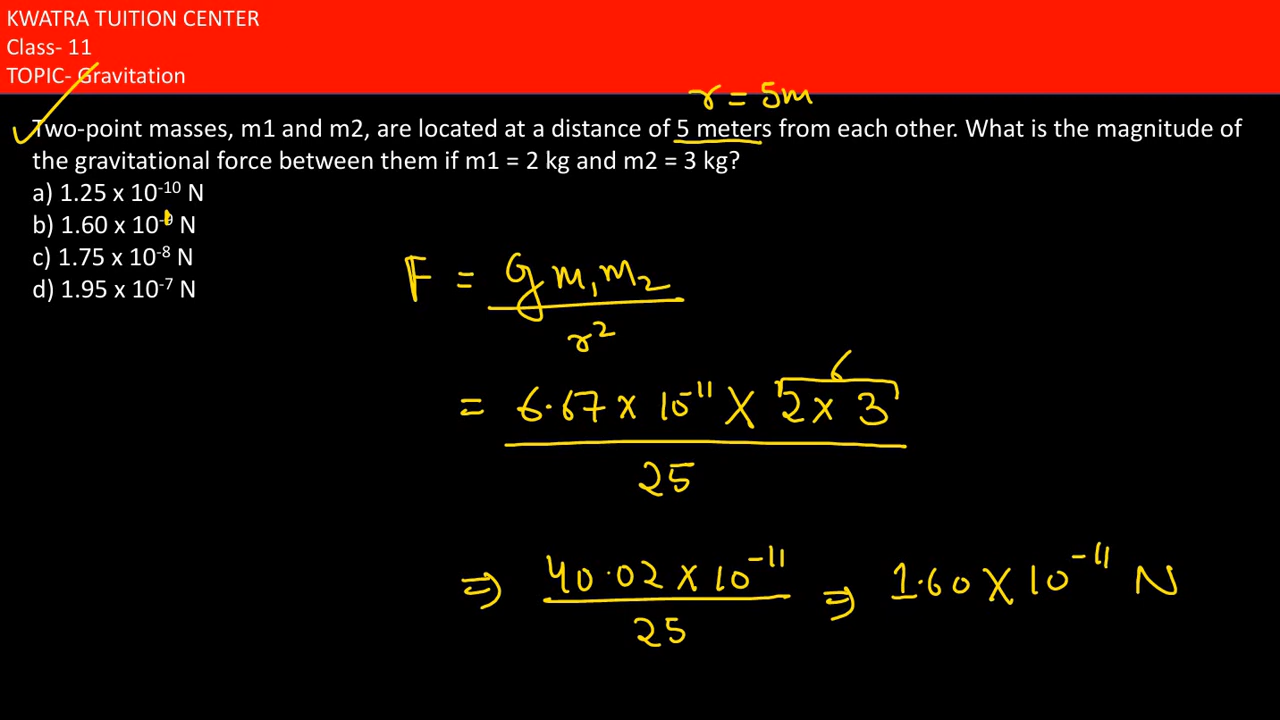 KWATRA TUITION CENTER
Class- 11
TOPIC- Gravitation
r = 5m
Two-point masses, m1 and m2, are located at a distance of 5 meters from each other. What is the magnitude of
the gravitational force between them if m1 = 2 kg and m2 = 3 kg?
a) 1.25 x 10⁻¹⁰ N
b) 1.60 x 10⁻⁹ N
c) 1.75 x 10⁻⁸ N
d) 1.95 x 10⁻⁷ N
F = G m₁ m₂
r²
6
= 6.67 x 10⁻¹¹ x 2 x 3
25
⇒ 40.02 x 10⁻¹¹ ⇒ 1.60 x 10⁻¹¹ N
25